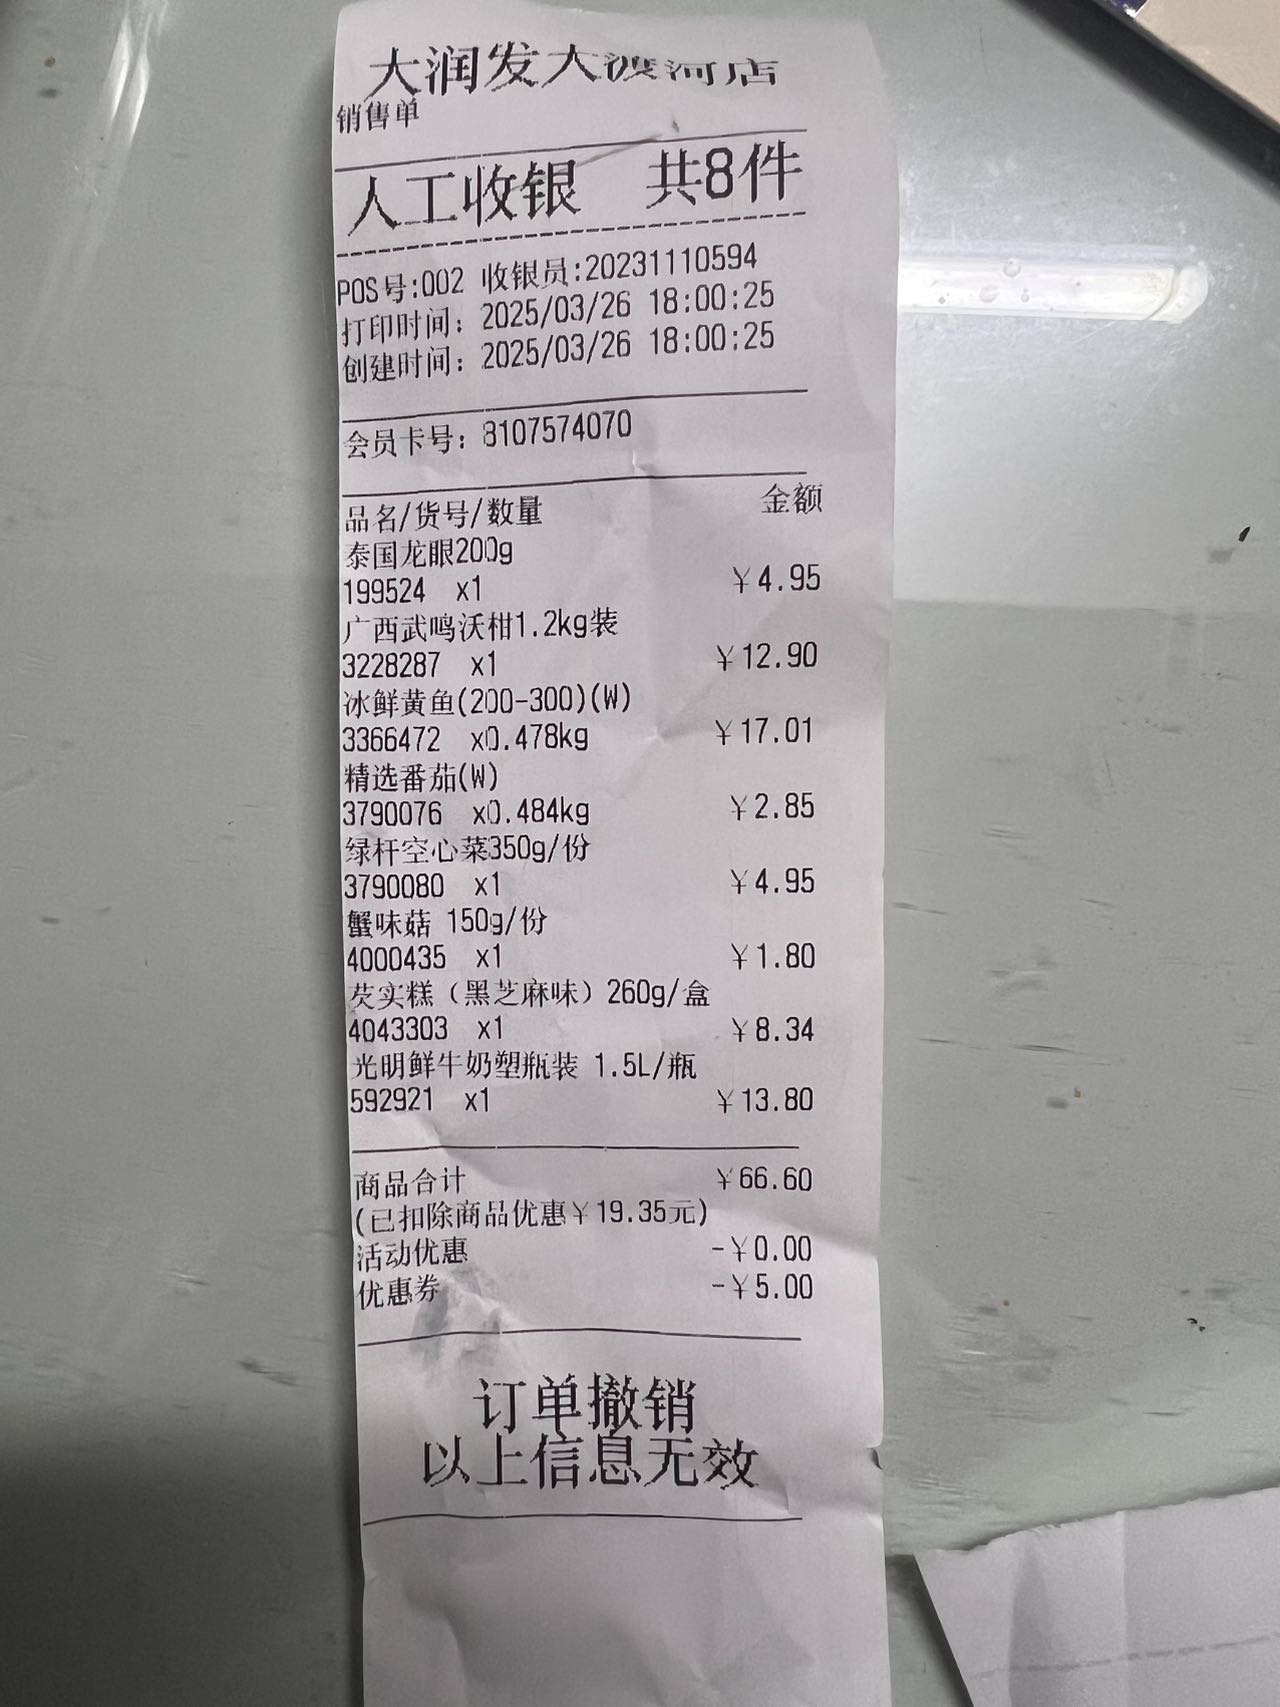 大润发大渡河店
销售单
人工收银 共8件
POS号:002 收银员:20231110594
打印时间: 2025/03/26 18:00:25
创建时间: 2025/03/26 18:00:25
会员卡号: 8107574070
品名/货号/数量 金额
泰国龙眼200g
199524 x1 ￥4.95
广西武鸣沃柑1.2kg装
3228287 x1 ￥12.90
冰鲜黄鱼(200-300)(W)
3366472 x0.478kg ￥17.01
精选番茄(W)
3790076 x0.484kg ￥2.85
绿杆空心菜350g/份
3790080 x1 ￥4.95
蟹味菇 150g/份
4000435 x1 ￥1.80
芡实糕（黑芝麻味）260g/盒
4043303 x1 ￥8.34
光明鲜牛奶塑瓶装 1.5L/瓶
592921 x1 ￥13.80
商品合计 ￥66.60
(已扣除商品优惠￥19.35元)
活动优惠 -￥0.00
优惠券 -￥5.00
订单撤销
以上信息无效